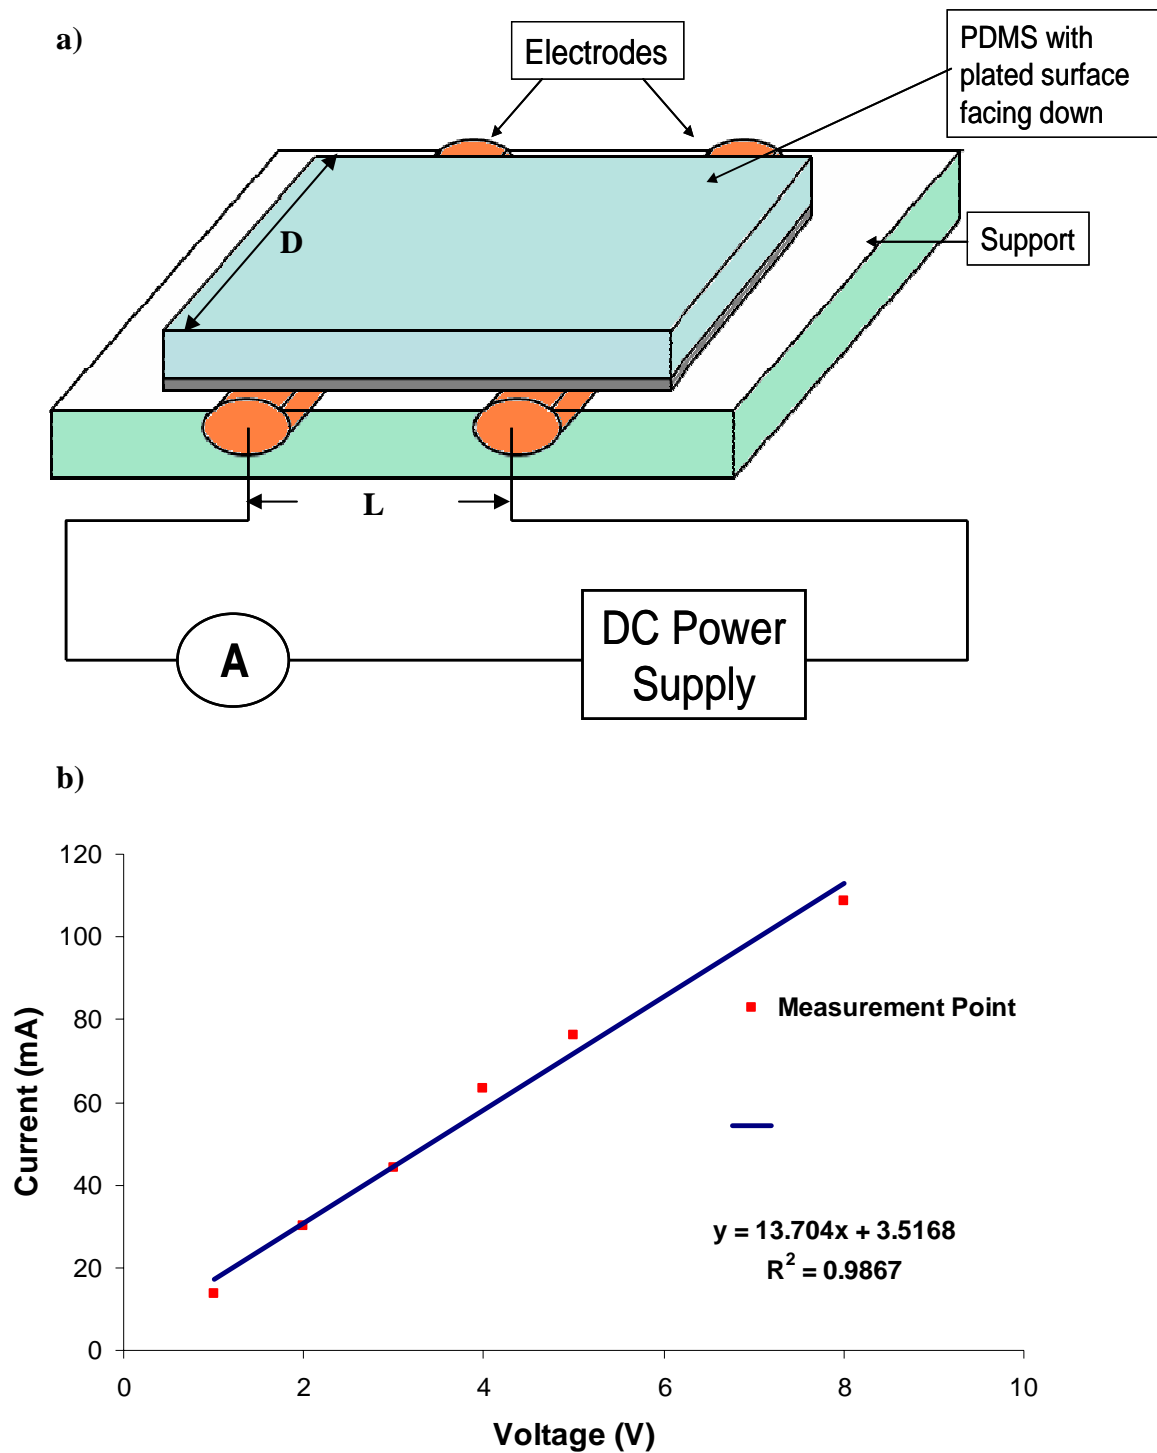 a)
Electrodes
PDMS with
plated surface
facing down
D
Support
L
A
DC Power
Supply
b)
120
100
80
60
40
20
0
Current (mA)
Measurement Point
y = 13.704x + 3.5168
R² = 0.9867
0 2 4 6 8 10
Voltage (V)